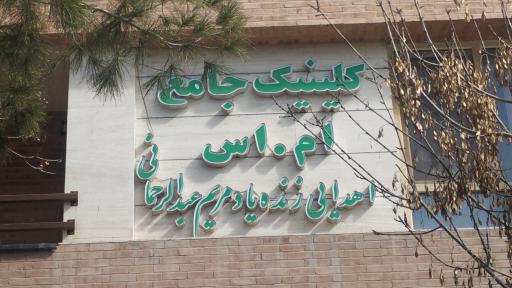 کلینیک جامع
ام.اس
اهدایی زنده یاد مریم عبدالرحمانی